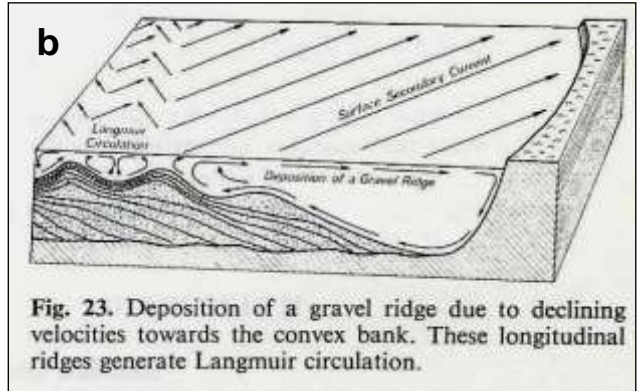 b
Surface Secondary Current
Langmuir
Circulation
Deposition of a Gravel Ridge
Fig. 23. Deposition of a gravel ridge due to declining
velocities towards the convex bank. These longitudinal
ridges generate Langmuir circulation.